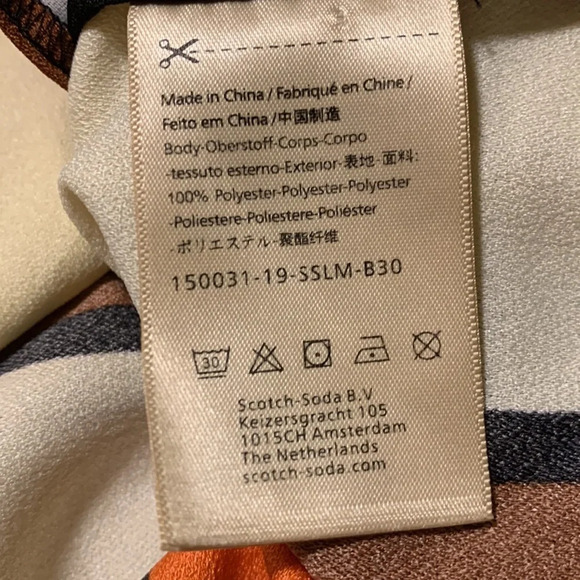 Made in China / Fabriqué en Chine /
Feito em China /中国制造
Body-Oberstoff-Corps-Corpo
-tessuto esterno-Exterior-表地-面料:
100% Polyester-Polyester-Polyester
-Poliestere-Poliestere-Poliéster
-ポリエステル-聚酯纤维
150031-19-SSLM-B30
30
Scotch-Soda B.V
Keizersgracht 105
1015CH Amsterdam
The Netherlands
scotch-soda.com